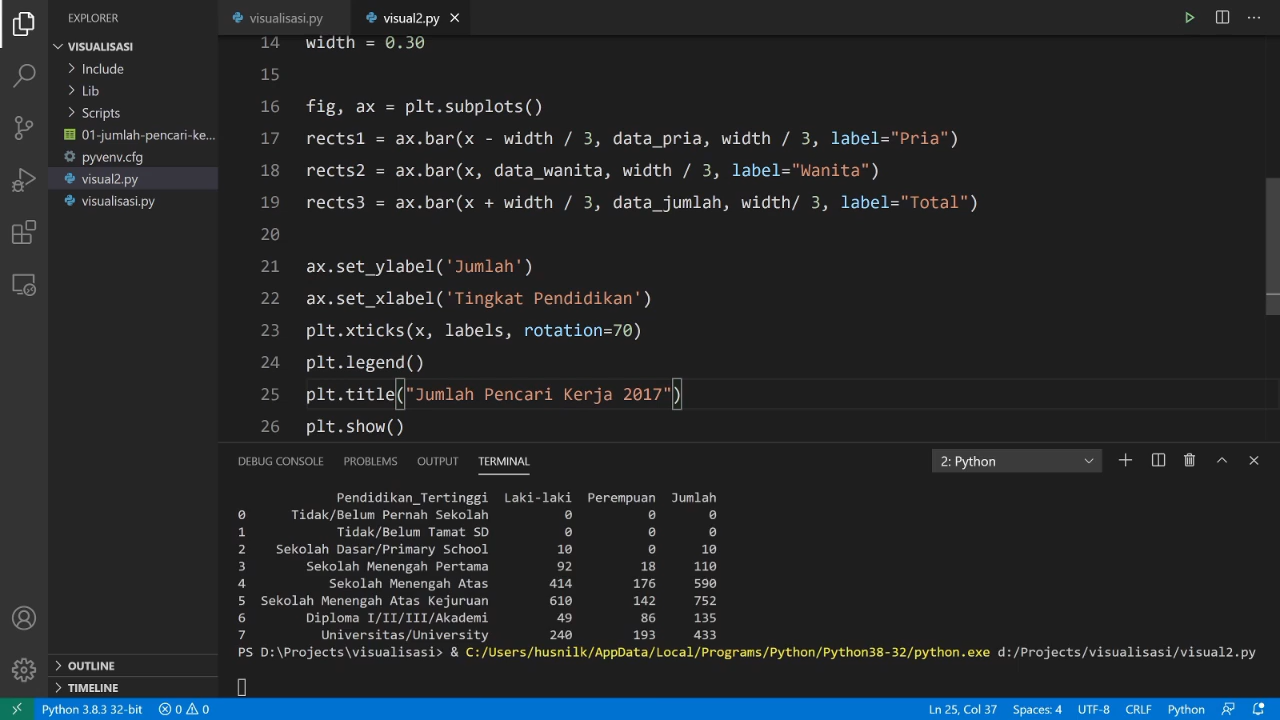 EXPLORER
visualisasi.py
visual2.py
VISUALISASI
Include
Lib
Scripts
01-jumlah-pencari-ke...
pyvenv.cfg
visual2.py
visualisasi.py
OUTLINE
TIMELINE
14 width = 0.30
15
16 fig, ax = plt.subplots()
17 rects1 = ax.bar(x - width / 3, data_pria, width / 3, label="Pria")
18 rects2 = ax.bar(x, data_wanita, width / 3, label="Wanita")
19 rects3 = ax.bar(x + width / 3, data_jumlah, width/ 3, label="Total")
20
21 ax.set_ylabel('Jumlah')
22 ax.set_xlabel('Tingkat Pendidikan')
23 plt.xticks(x, labels, rotation=70)
24 plt.legend()
25 plt.title("Jumlah Pencari Kerja 2017")
26 plt.show()
DEBUG CONSOLE PROBLEMS OUTPUT TERMINAL 2: Python
Pendidikan_Tertinggi Laki-laki Perempuan Jumlah
0 Tidak/Belum Pernah Sekolah 0 0 0
1 Tidak/Belum Tamat SD 0 0 0
2 Sekolah Dasar/Primary School 10 0 10
3 Sekolah Menengah Pertama 92 18 110
4 Sekolah Menengah Atas 414 176 590
5 Sekolah Menengah Atas Kejuruan 610 142 752
6 Diploma I/II/III/Akademi 49 86 135
7 Universitas/University 240 193 433
PS D:\Projects\visualisasi> & C:/Users/husnilk/AppData/Local/Programs/Python/Python38-32/python.exe d:/Projects/visualisasi/visual2.py
Python 3.8.3 32-bit 0 0 Ln 25, Col 37 Spaces: 4 UTF-8 CRLF Python